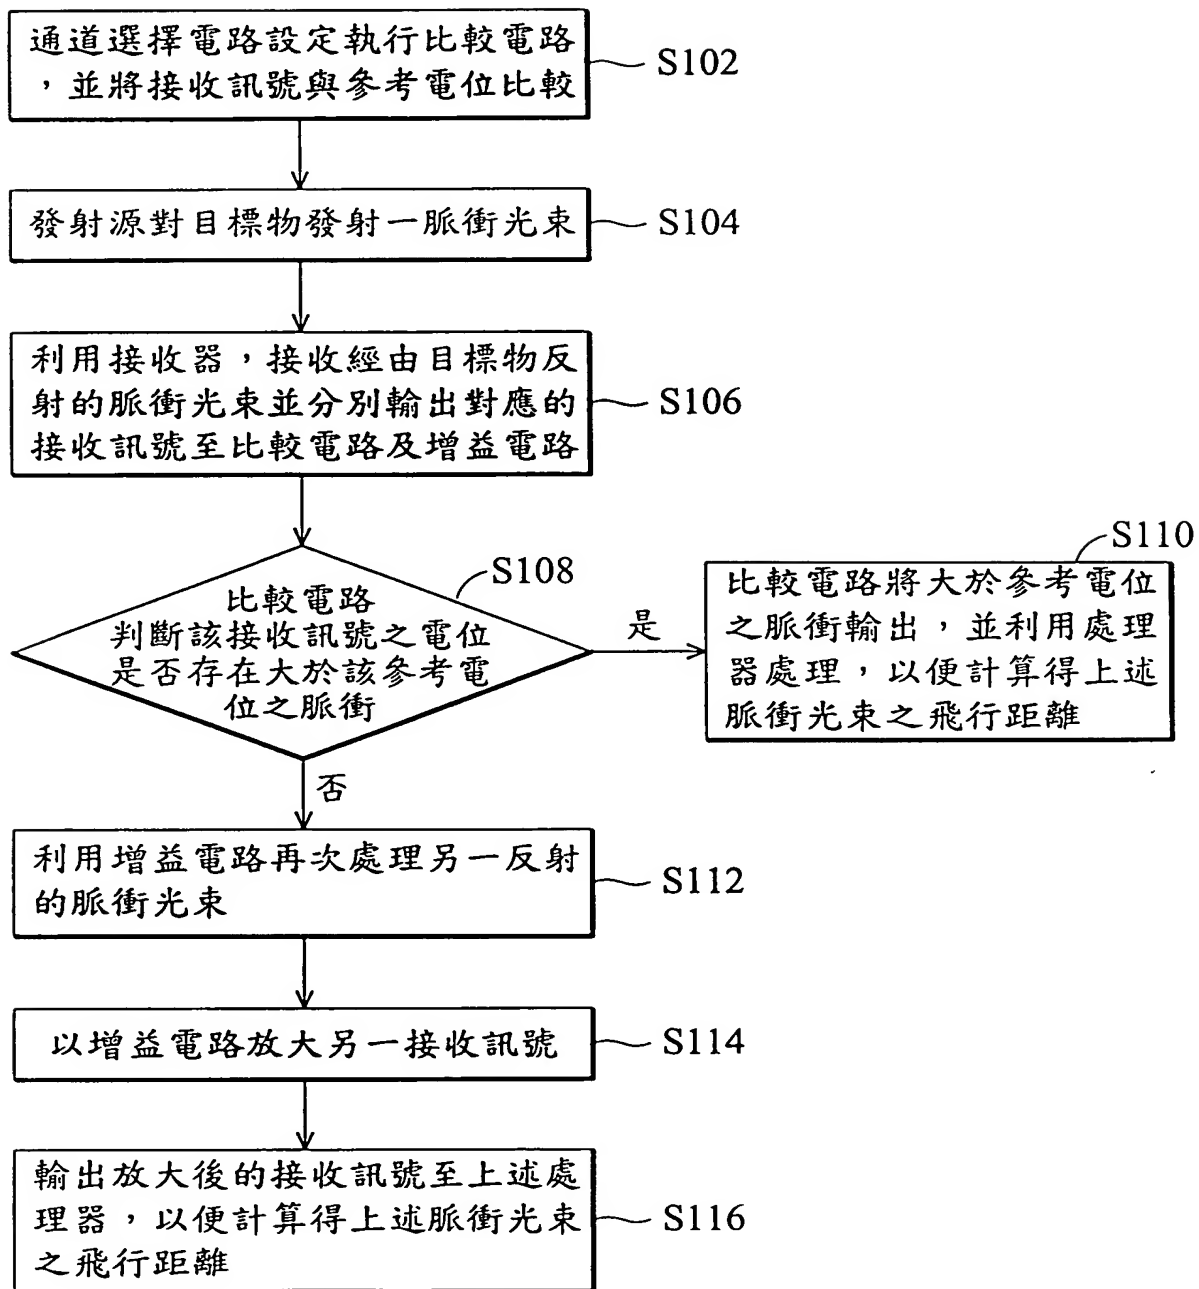 通道選擇電路設定執行比較電路
，並將接收訊號與參考電位比較
S102
發射源對目標物發射一脈衝光束
S104
利用接收器，接收經由目標物反
射的脈衝光束並分別輸出對應的
接收訊號至比較電路及增益電路
S106
比較電路
判斷該接收訊號之電位
是否存在大於該參考電
位之脈衝
S108
是
S110
比較電路將大於參考電位
之脈衝輸出，並利用處理
器處理，以便計算得上述
脈衝光束之飛行距離
否
利用增益電路再次處理另一反射
的脈衝光束
S112
以增益電路放大另一接收訊號
S114
輸出放大後的接收訊號至上述處
理器，以便計算得上述脈衝光束
之飛行距離
S116